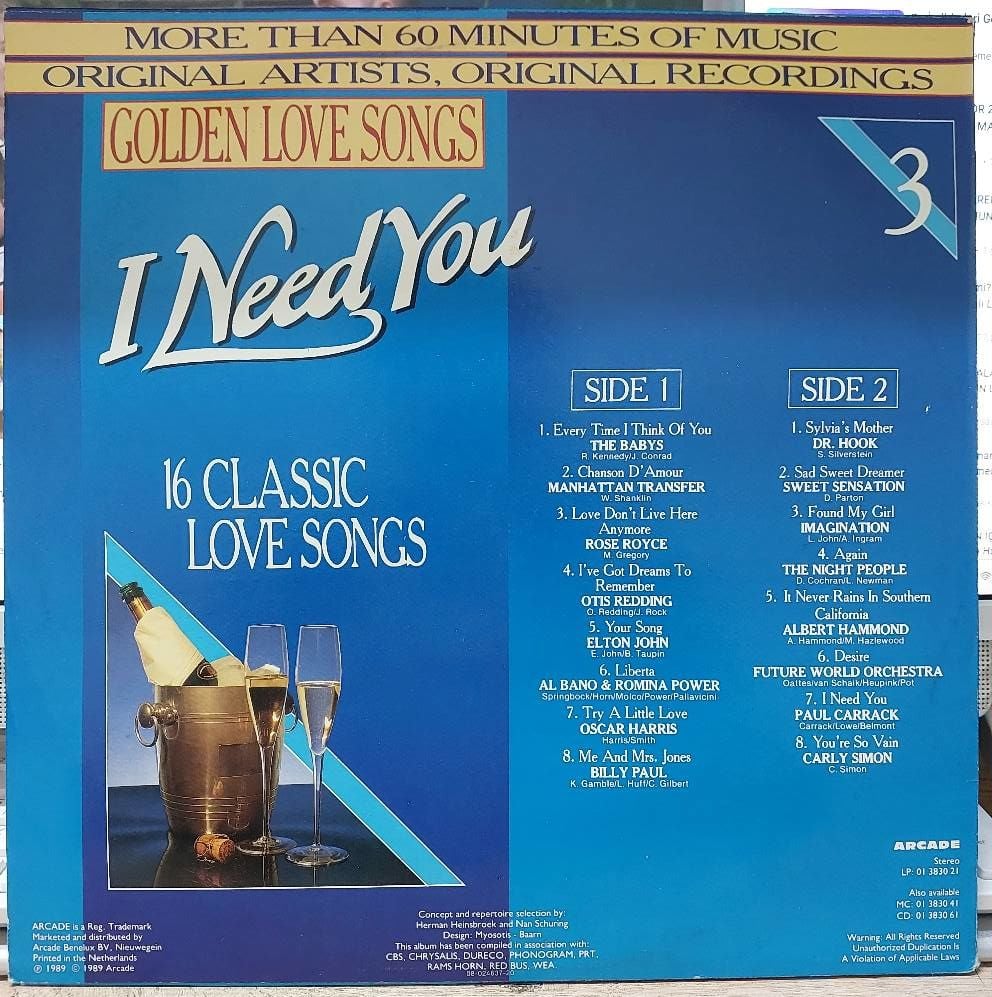 MORE THAN 60 MINUTES OF MUSIC
ORIGINAL ARTISTS, ORIGINAL RECORDINGS
GOLDEN LOVE SONGS
3
I Need You
16 CLASSIC
LOVE SONGS
SIDE 1
1. Every Time I Think Of You
THE BABYS
R. Kennedy/J. Conrad
2. Chanson D'Amour
MANHATTAN TRANSFER
W. Shanklin
3. Love Don't Live Here
Anymore
ROSE ROYCE
M. Gregory
4. I've Got Dreams To
Remember
OTIS REDDING
O. Redding/J. Rock
5. Your Song
ELTON JOHN
E. John/B. Taupin
6. Liberta
AL BANO & ROMINA POWER
Springbock/Horn/Molco/Power/Pallavicini
7. Try A Little Love
OSCAR HARRIS
Harris/Smith
8. Me And Mrs. Jones
BILLY PAUL
K. Gamble/L. Huff/C. Gilbert
SIDE 2
1. Sylvia's Mother
DR. HOOK
S. Silverstein
2. Sad Sweet Dreamer
SWEET SENSATION
D. Parton
3. Found My Girl
IMAGINATION
L. John/A. Ingram
4. Again
THE NIGHT PEOPLE
D. Cochran/L. Newman
5. It Never Rains In Southern
California
ALBERT HAMMOND
A. Hammond/M. Hazlewood
6. Desire
FUTURE WORLD ORCHESTRA
Oattes/van Schaik/Heupink/Pot
7. I Need You
PAUL CARRACK
Carrack/Lowe/Belmont
8. You're So Vain
CARLY SIMON
C. Simon
ARCADE
Stereo
LP: 01 3830 21
Also available
MC: 01 3830 41
CD: 01 3830 61
Warning: All Rights Reserved
Unauthorized Duplication Is
A Violation of Applicable Laws
ARCADE is a Reg. Trademark
Marketed and distributed by
Arcade Benelux BV, Nieuwegein
Printed in the Netherlands
℗ 1989 © 1989 Arcade
Concept and repertoire selection by:
Herman Heinsbroek and Nan Schuring
Design: Myosotis - Baarn
This album has been compiled in association with:
CBS, CHRYSALIS, DURECO, PHONOGRAM, PRT,
RAMS HORN, RED BUS, WEA.